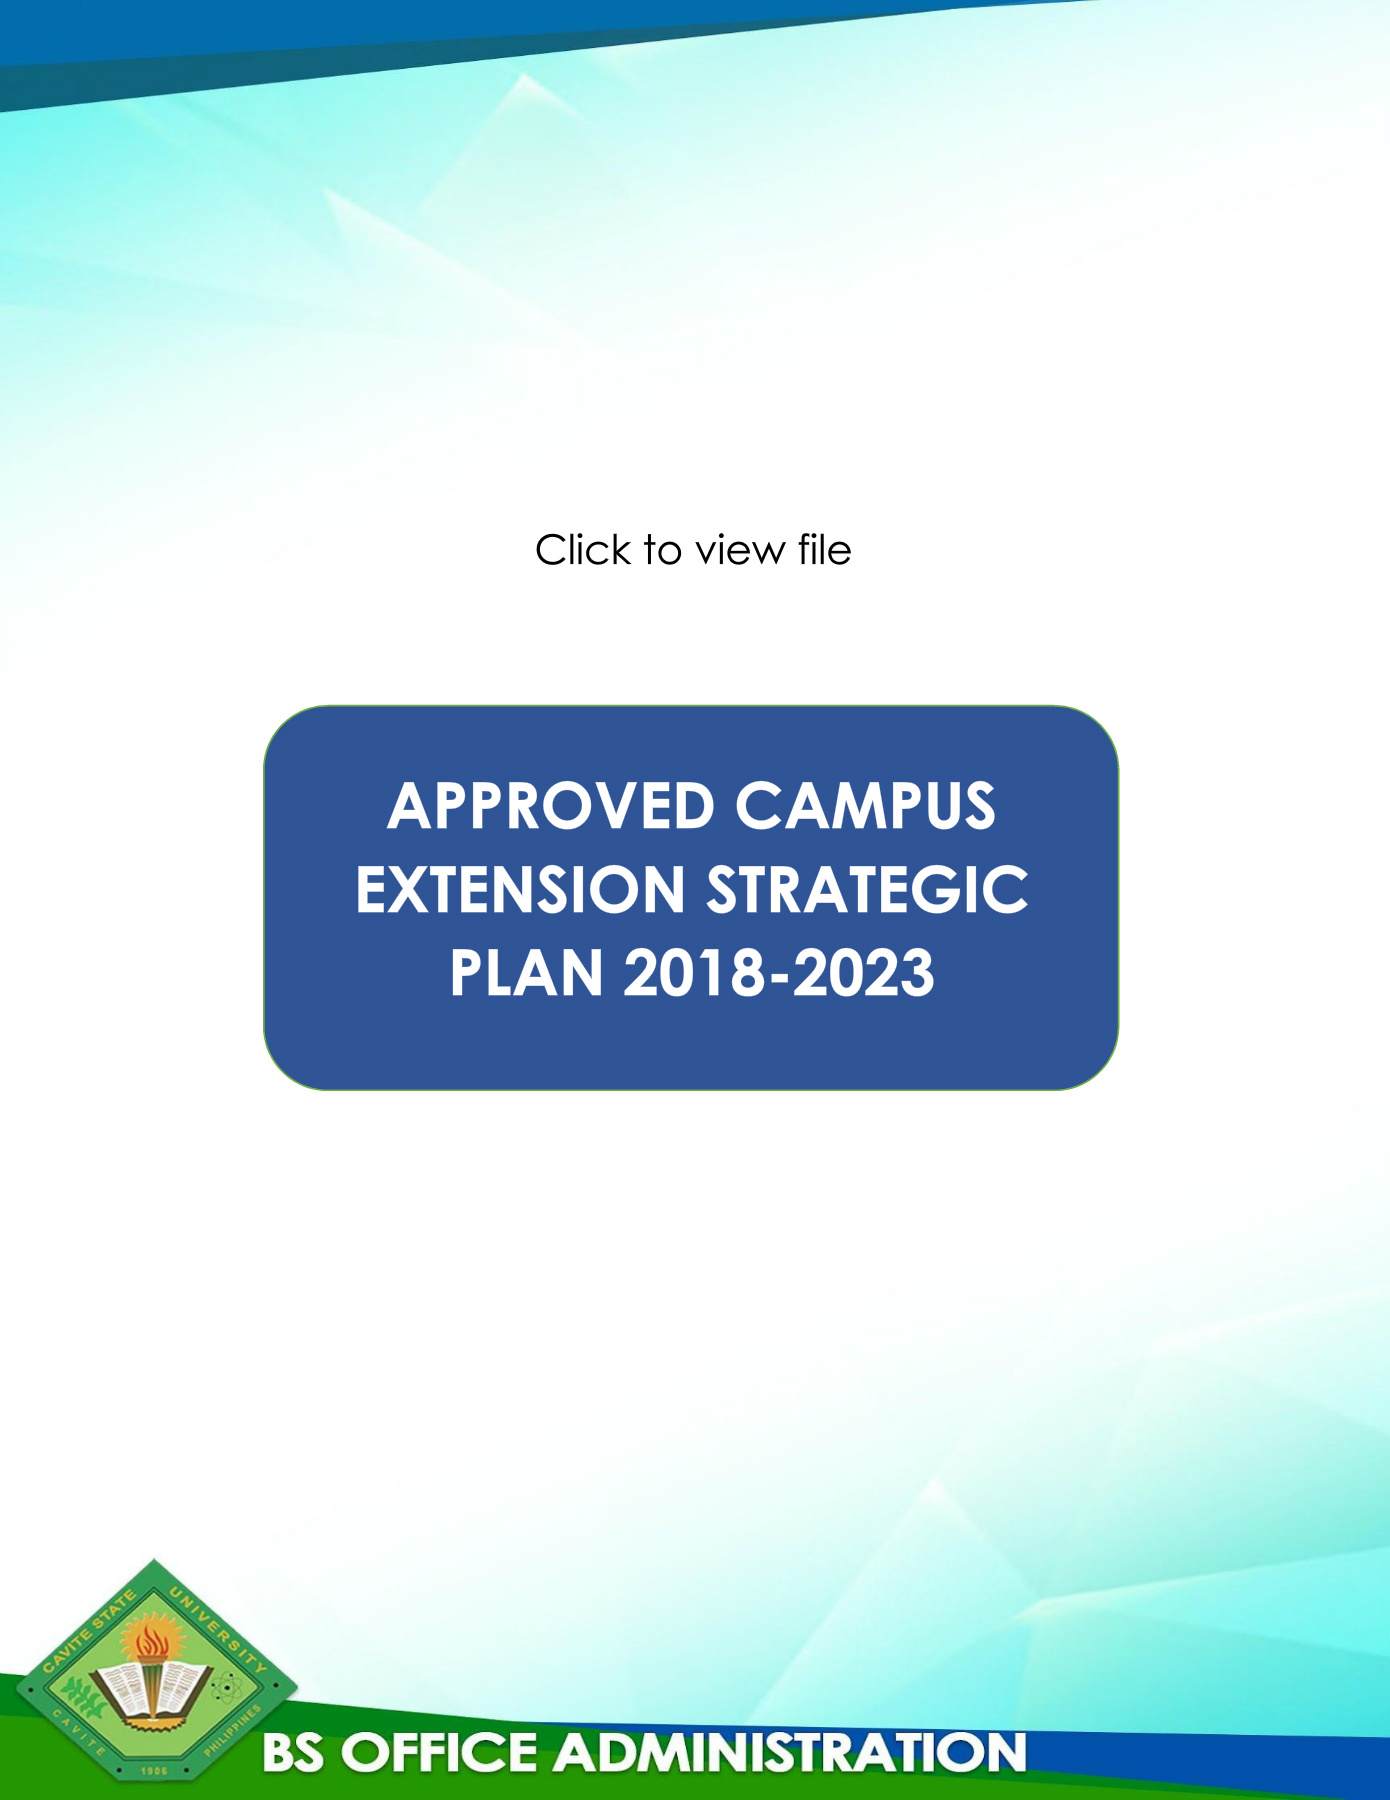 Click to view file
APPROVED CAMPUS
EXTENSION STRATEGIC
PLAN 2018-2023
CAVITE STATE
UNIVERSITY
CAVITE
PHILIPPINES
1906
BS OFFICE ADMINISTRATION